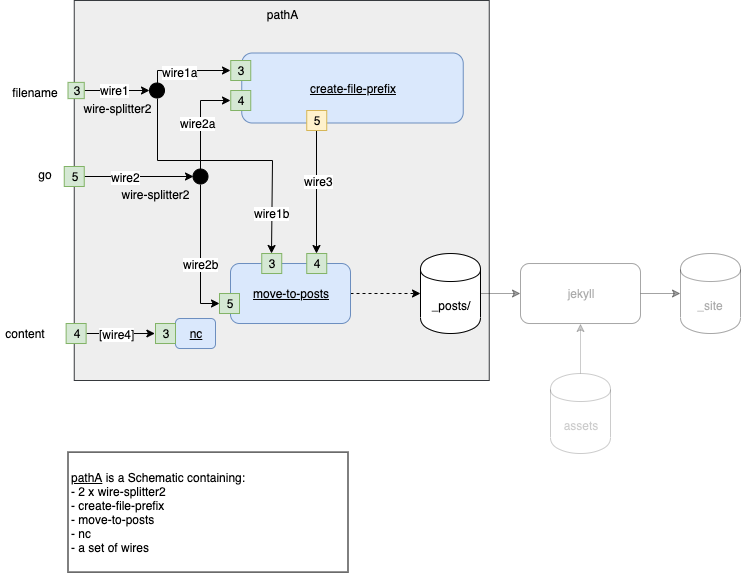 pathA
filename
3
wire1
wire-splitter2
wire1a
3
create-file-prefix
4
wire2a
5
go
5
wire2
wire-splitter2
wire3
wire1b
wire2b
3
4
5
move-to-posts
_posts/
jekyll
_site
content
4
[wire4]
3
nc
assets
pathA is a Schematic containing:
- 2 x wire-splitter2
- create-file-prefix
- move-to-posts
- nc
- a set of wires